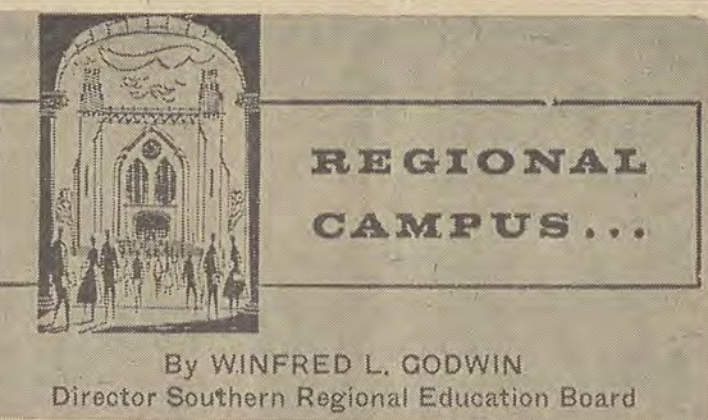 REGIONAL
CAMPUS...
By WINFRED L. GODWIN
Director Southern Regional Education Board